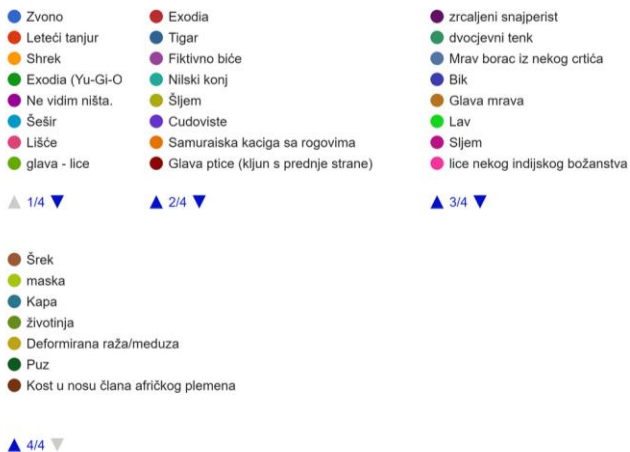 Zvono
Leteći tanjur
Shrek
Exodia (Yu-Gi-O
Ne vidim ništa.
Šešir
Lišće
glava - lice
1/4
Exodia
Tigar
Fiktivno biće
Nilski konj
Šljem
Cudoviste
Samuraiska kaciga sa rogovima
Glava ptice (kljun s prednje strane)
2/4
zrcaljeni snajperist
dvocjevni tenk
Mrav borac iz nekog crtića
Bik
Glava mrava
Lav
Sljem
lice nekog indijskog božanstva
3/4
Šrek
maska
Kapa
životinja
Deformirana raža/meduza
Puz
Kost u nosu člana afričkog plemena
4/4